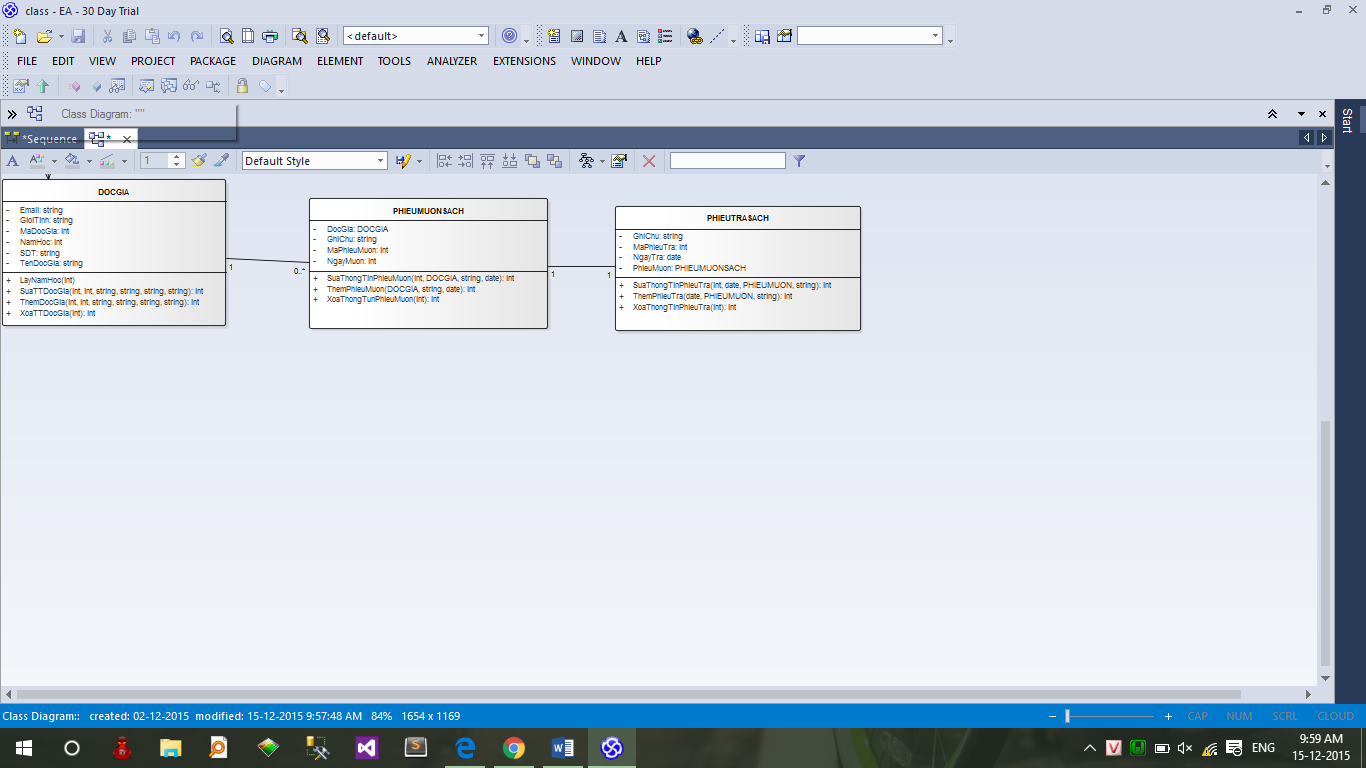 class - EA - 30 Day Trial
<default>
FILE EDIT VIEW PROJECT PACKAGE DIAGRAM ELEMENT TOOLS ANALYZER EXTENSIONS WINDOW HELP
Class Diagram: ""
Start
*Sequence *
1 Default Style
DOCGIA
- Email: string
- GioiTinh: string
- MaDocGia: int
- NamHoc: int
- SDT: string
- TenDocGia: string
+ LayNamHoc(int)
+ SuaTTDocGia(int, int, string, string, string, string): int
+ ThemDocGia(int, int, string, string, string, string): int
+ XoaTTDocGia(int): int
1
0..*
PHIEUMUONSACH
- DocGia: DOCGIA
- GhiChu: string
- MaPhieuMuon: int
- NgayMuon: int
+ SuaThongTinPhieuMuon(int, DOCGIA, string, date): int
+ ThemPhieuMuon(DOCGIA, string, date): int
+ XoaThongTunPhieuMuon(int): int
1
1
PHIEUTRASACH
- GhiChu: string
- MaPhieuTra: int
- NgayTra: date
- PhieuMuon: PHIEUMUONSACH
+ SuaThongTinPhieuTra(int, date, PHIEUMUON, string): int
+ ThemPhieuTra(date, PHIEUMUON, string): int
+ XoaThongTinPhieuTra(int): int
Class Diagram:: created: 02-12-2015 modified: 15-12-2015 9:57:48 AM 84% 1654 x 1169
CAP NUM SCRL CLOUD
ENG
9:59 AM
15-12-2015